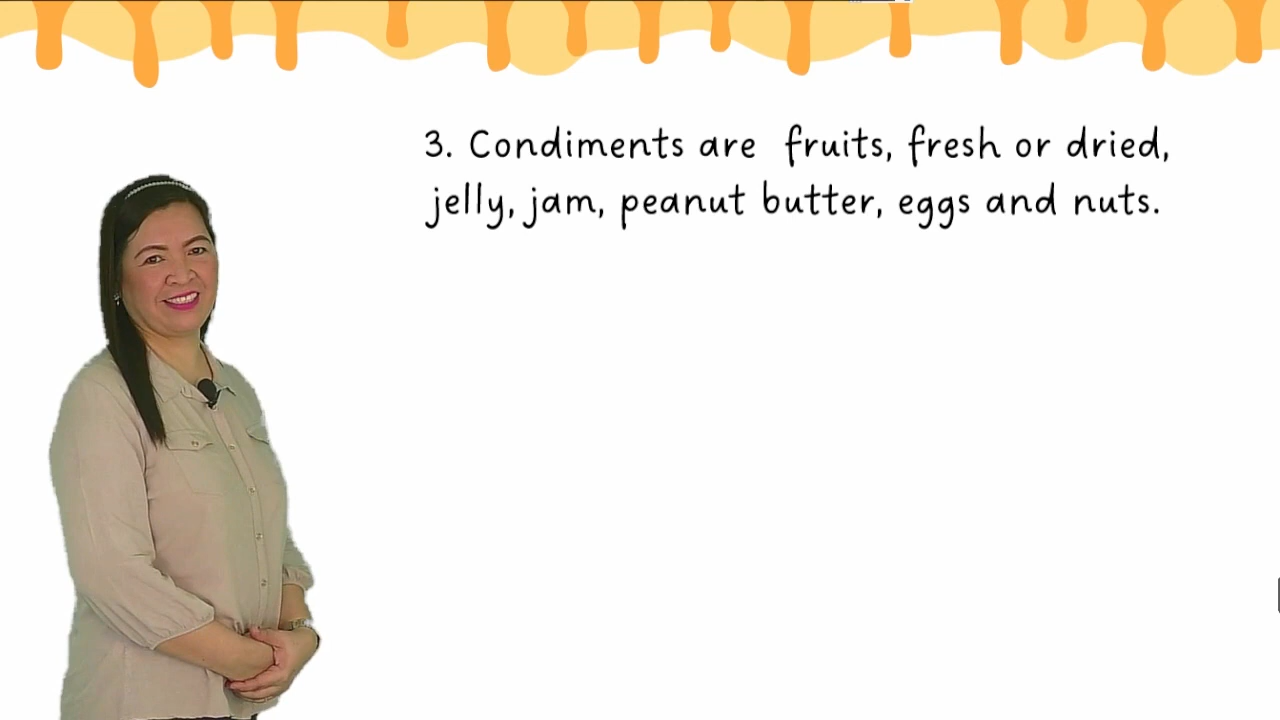 3. Condiments are fruits, fresh or dried,
jelly, jam, peanut butter, eggs and nuts.